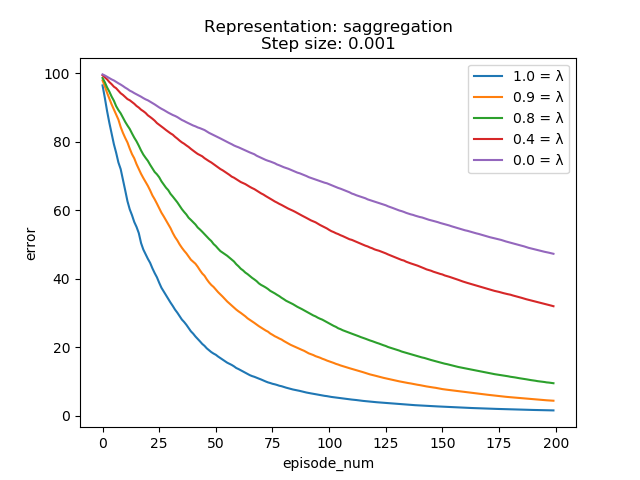 Representation: saggregation
Step size: 0.001
1.0 = λ
0.9 = λ
0.8 = λ
0.4 = λ
0.0 = λ
error
100
80
60
40
20
0
0 25 50 75 100 125 150 175 200
episode_num